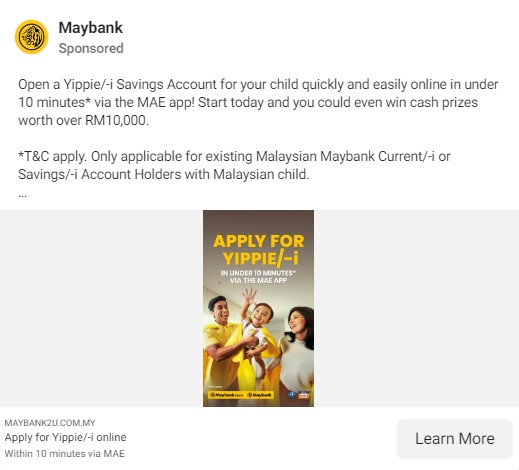 Maybank
Sponsored
Open a Yippie/-i Savings Account for your child quickly and easily online in under
10 minutes* via the MAE app! Start today and you could even win cash prizes
worth over RM10,000.
*T&C apply. Only applicable for existing Malaysian Maybank Current/-i or
Savings/-i Account Holders with Malaysian child.
...
APPLY FOR
YIPPIE/-i
IN UNDER 10 MINUTES*
VIA THE MAE APP
Maybank Maybank
MAYBANK2U.COM.MY
Apply for Yippie/-i online
Within 10 minutes via MAE
Learn More